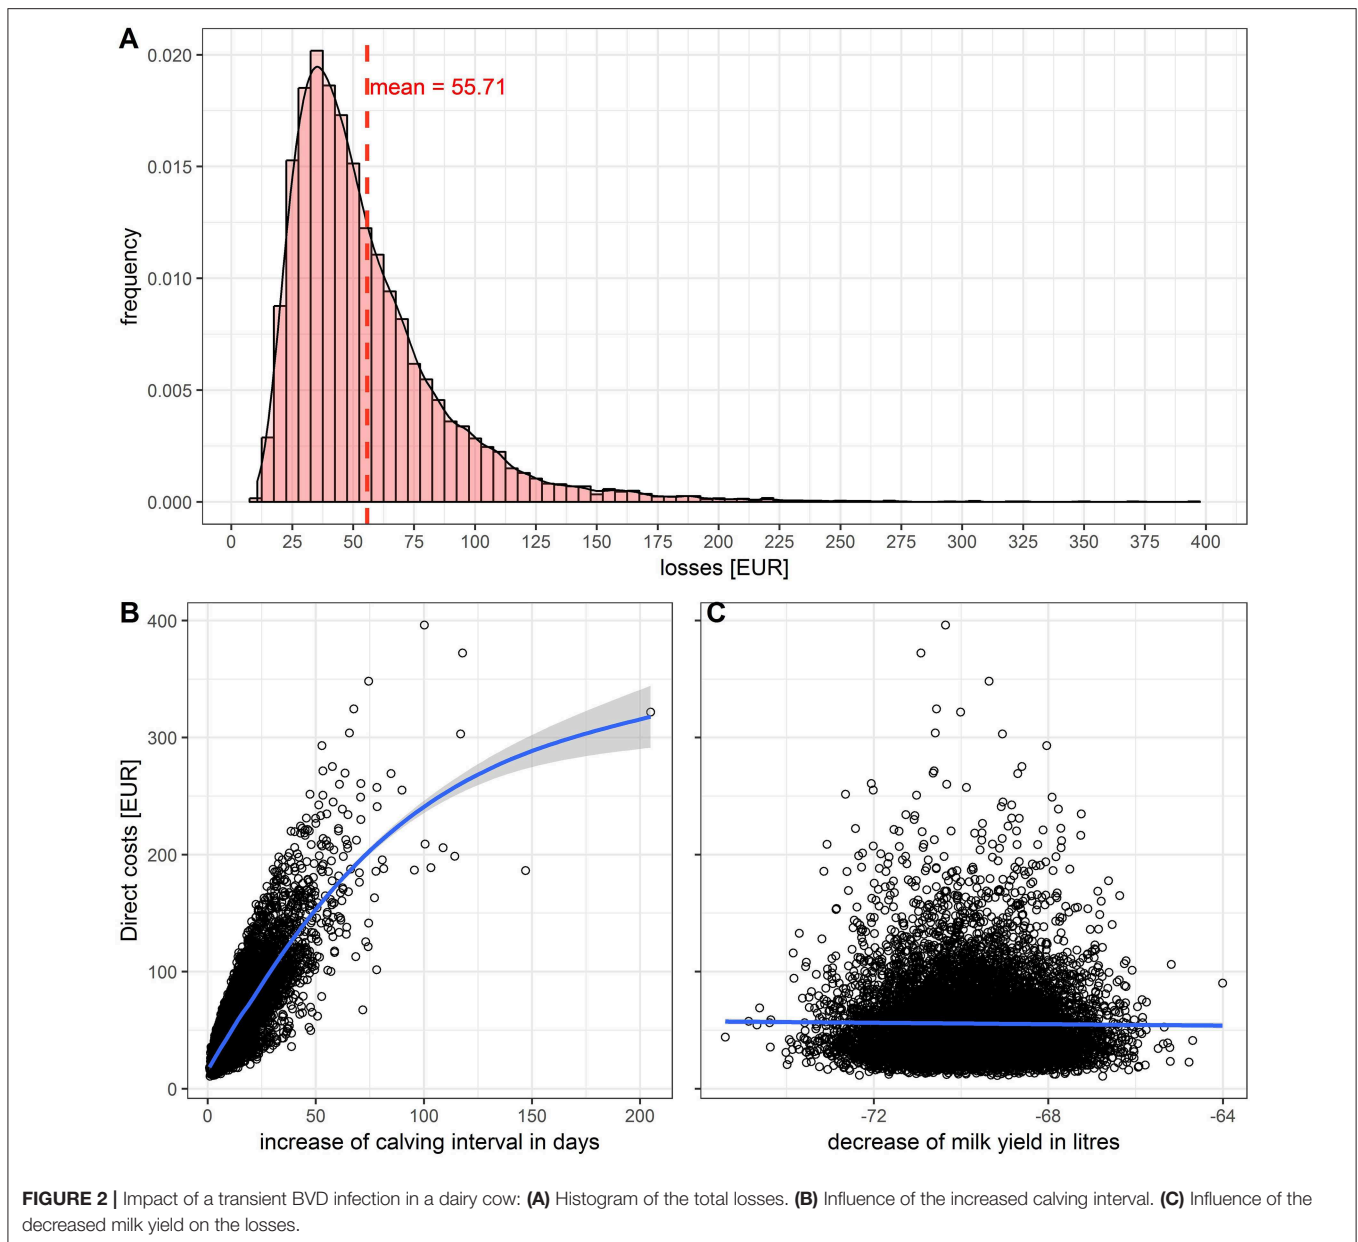 A
0.020
mean = 55.71
0.015
0.010
0.005
0.000
frequency
0 25 50 75 100 125 150 175 200 225 250 275 300 325 350 375 400
losses [EUR]
B
C
400
300
200
100
0
Direct costs [EUR]
0 50 100 150 200
-72 -68 -64
increase of calving interval in days
decrease of milk yield in litres
FIGURE 2 | Impact of a transient BVD infection in a dairy cow: (A) Histogram of the total losses. (B) Influence of the increased calving interval. (C) Influence of the
decreased milk yield on the losses.